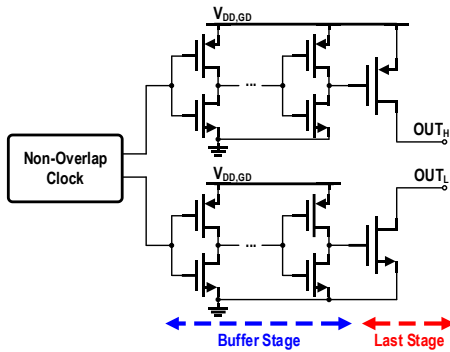 V_DD,GD
...
OUT_H
Non-Overlap
Clock
V_DD,GD
OUT_L
...
Buffer Stage
Last Stage